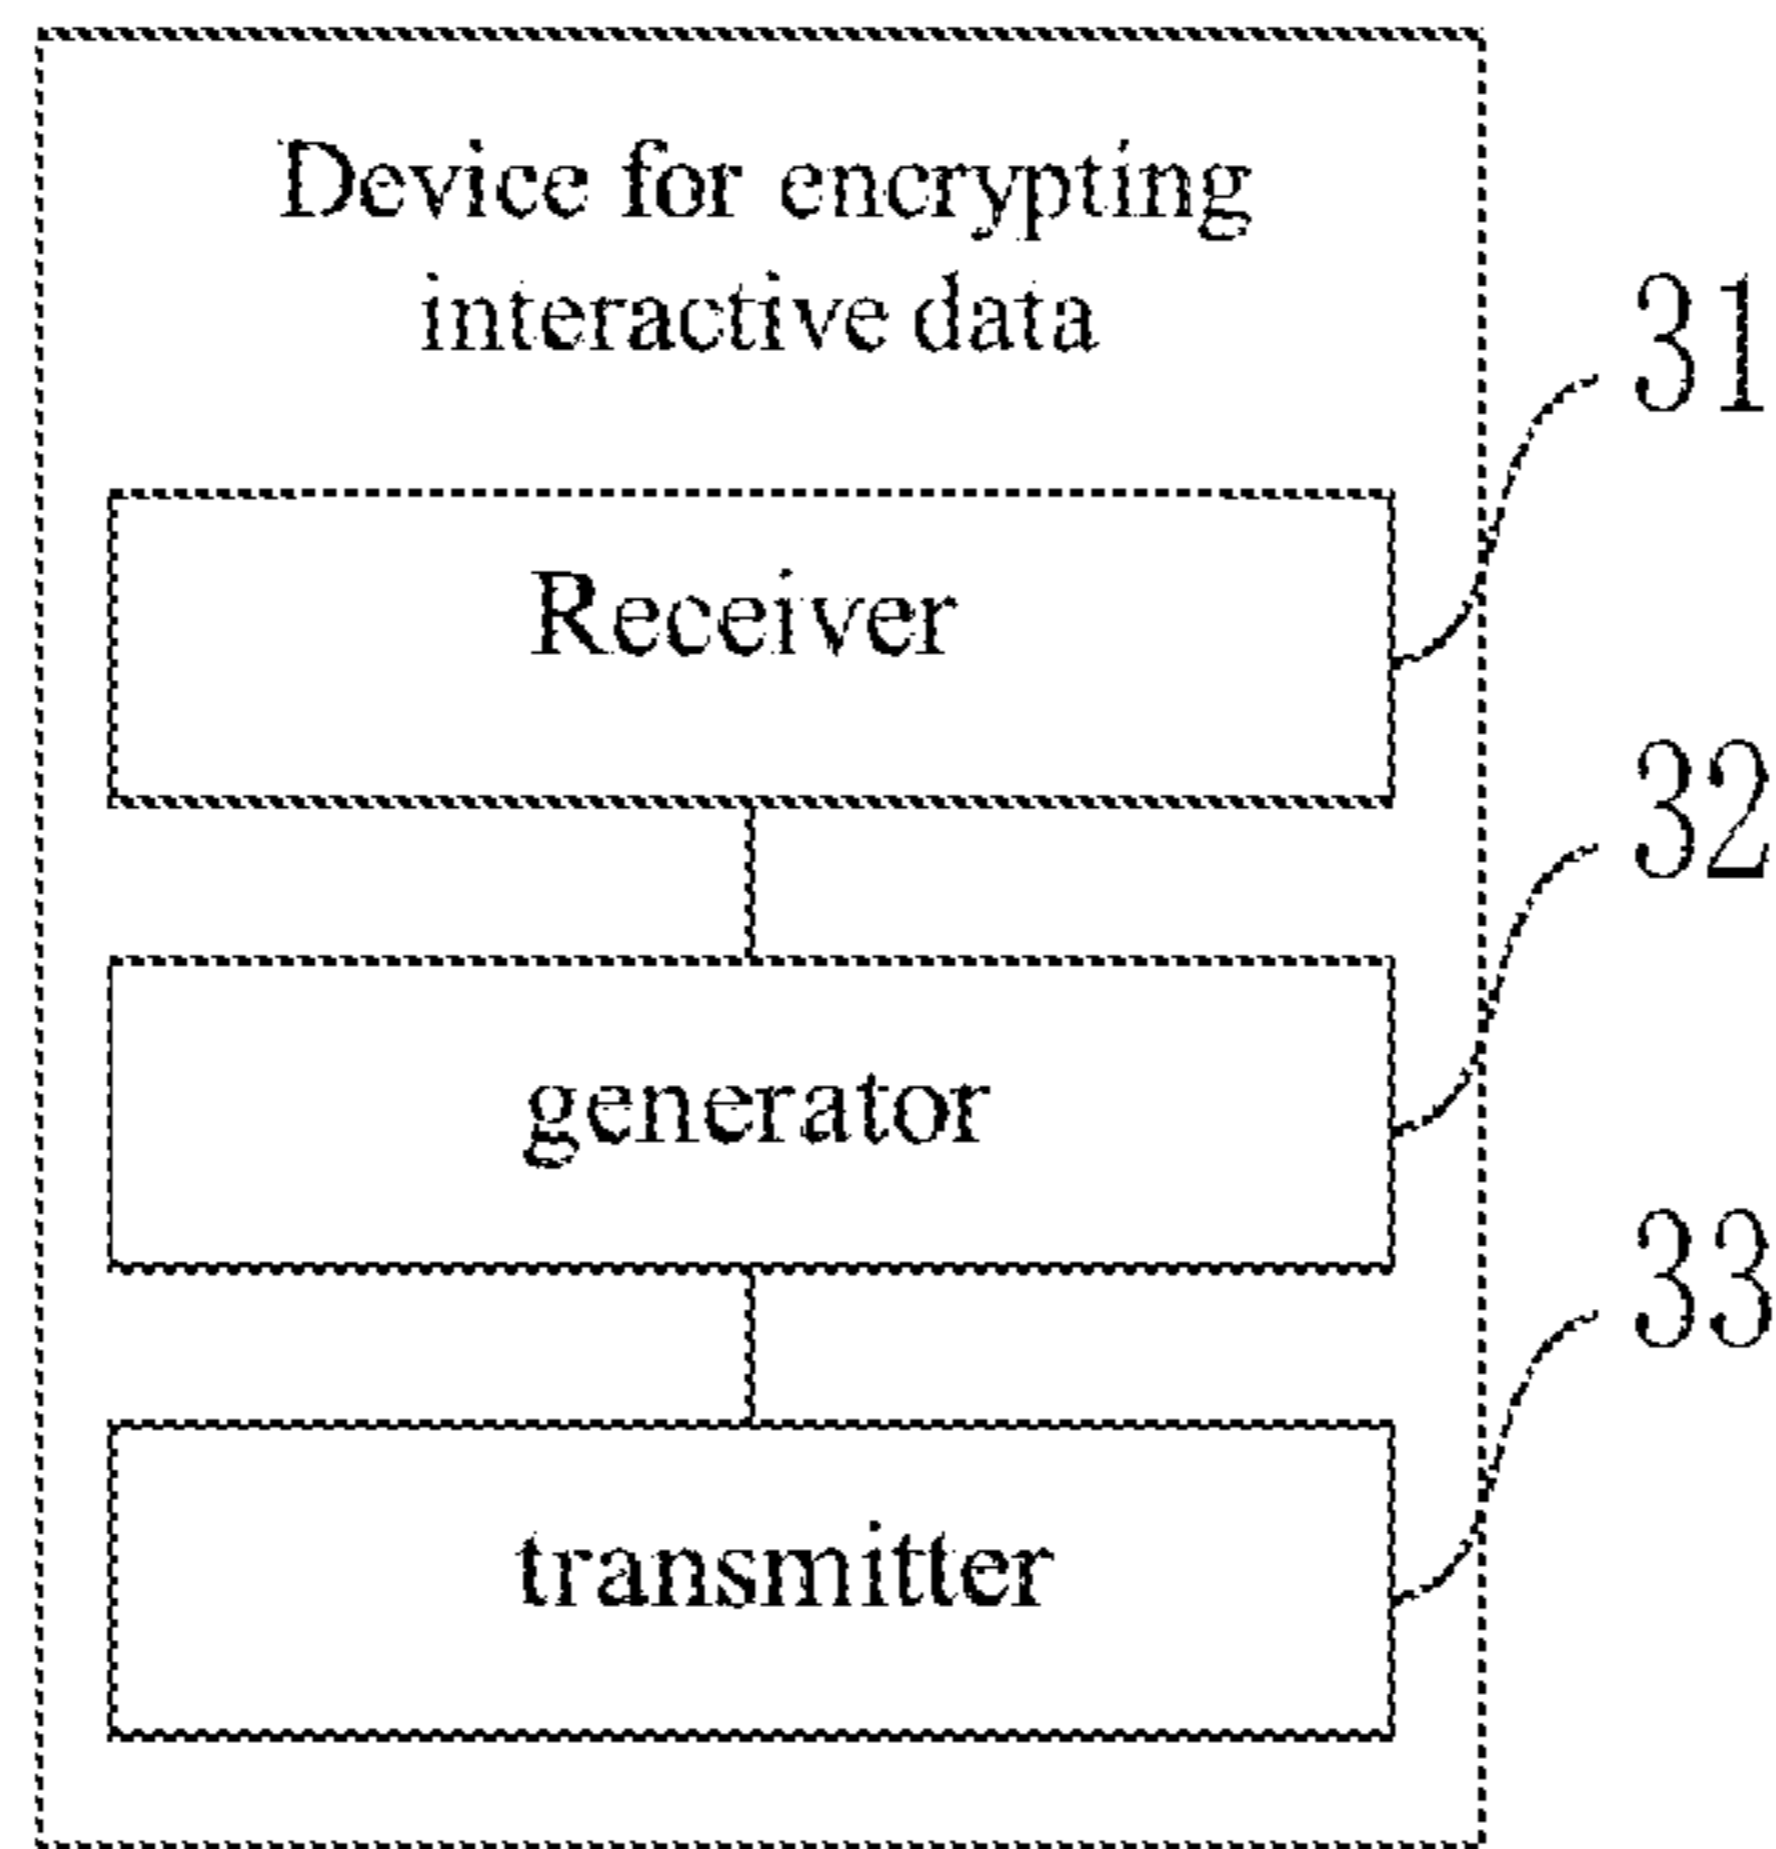 Device for encrypting
interactive data
31
Receiver
32
generator
33
transmitter